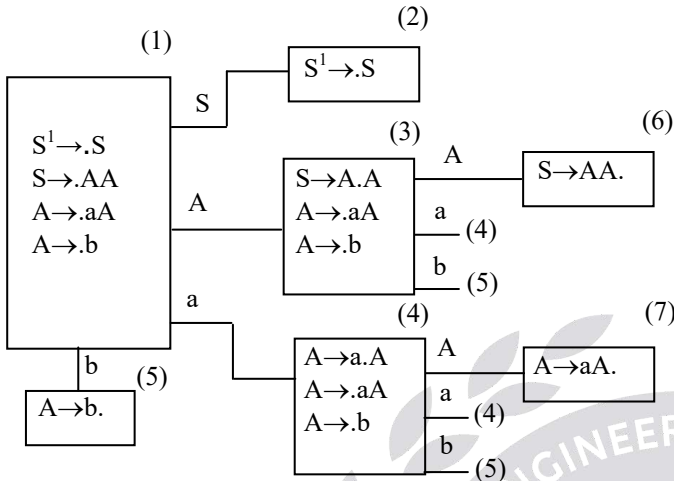 (1)
S¹→.S
S→.AA
A→.aA
A→.b
S
(2)
S¹→.S
A
(3)
S→A.A
A→.aA
A→.b
A
(6)
S→AA.
a
(4)
b
(5)
a
(4)
A→a.A
A→.aA
A→.b
A
(7)
A→aA.
a
(4)
b
(5)
b
(5)
A→b.
NGINEER